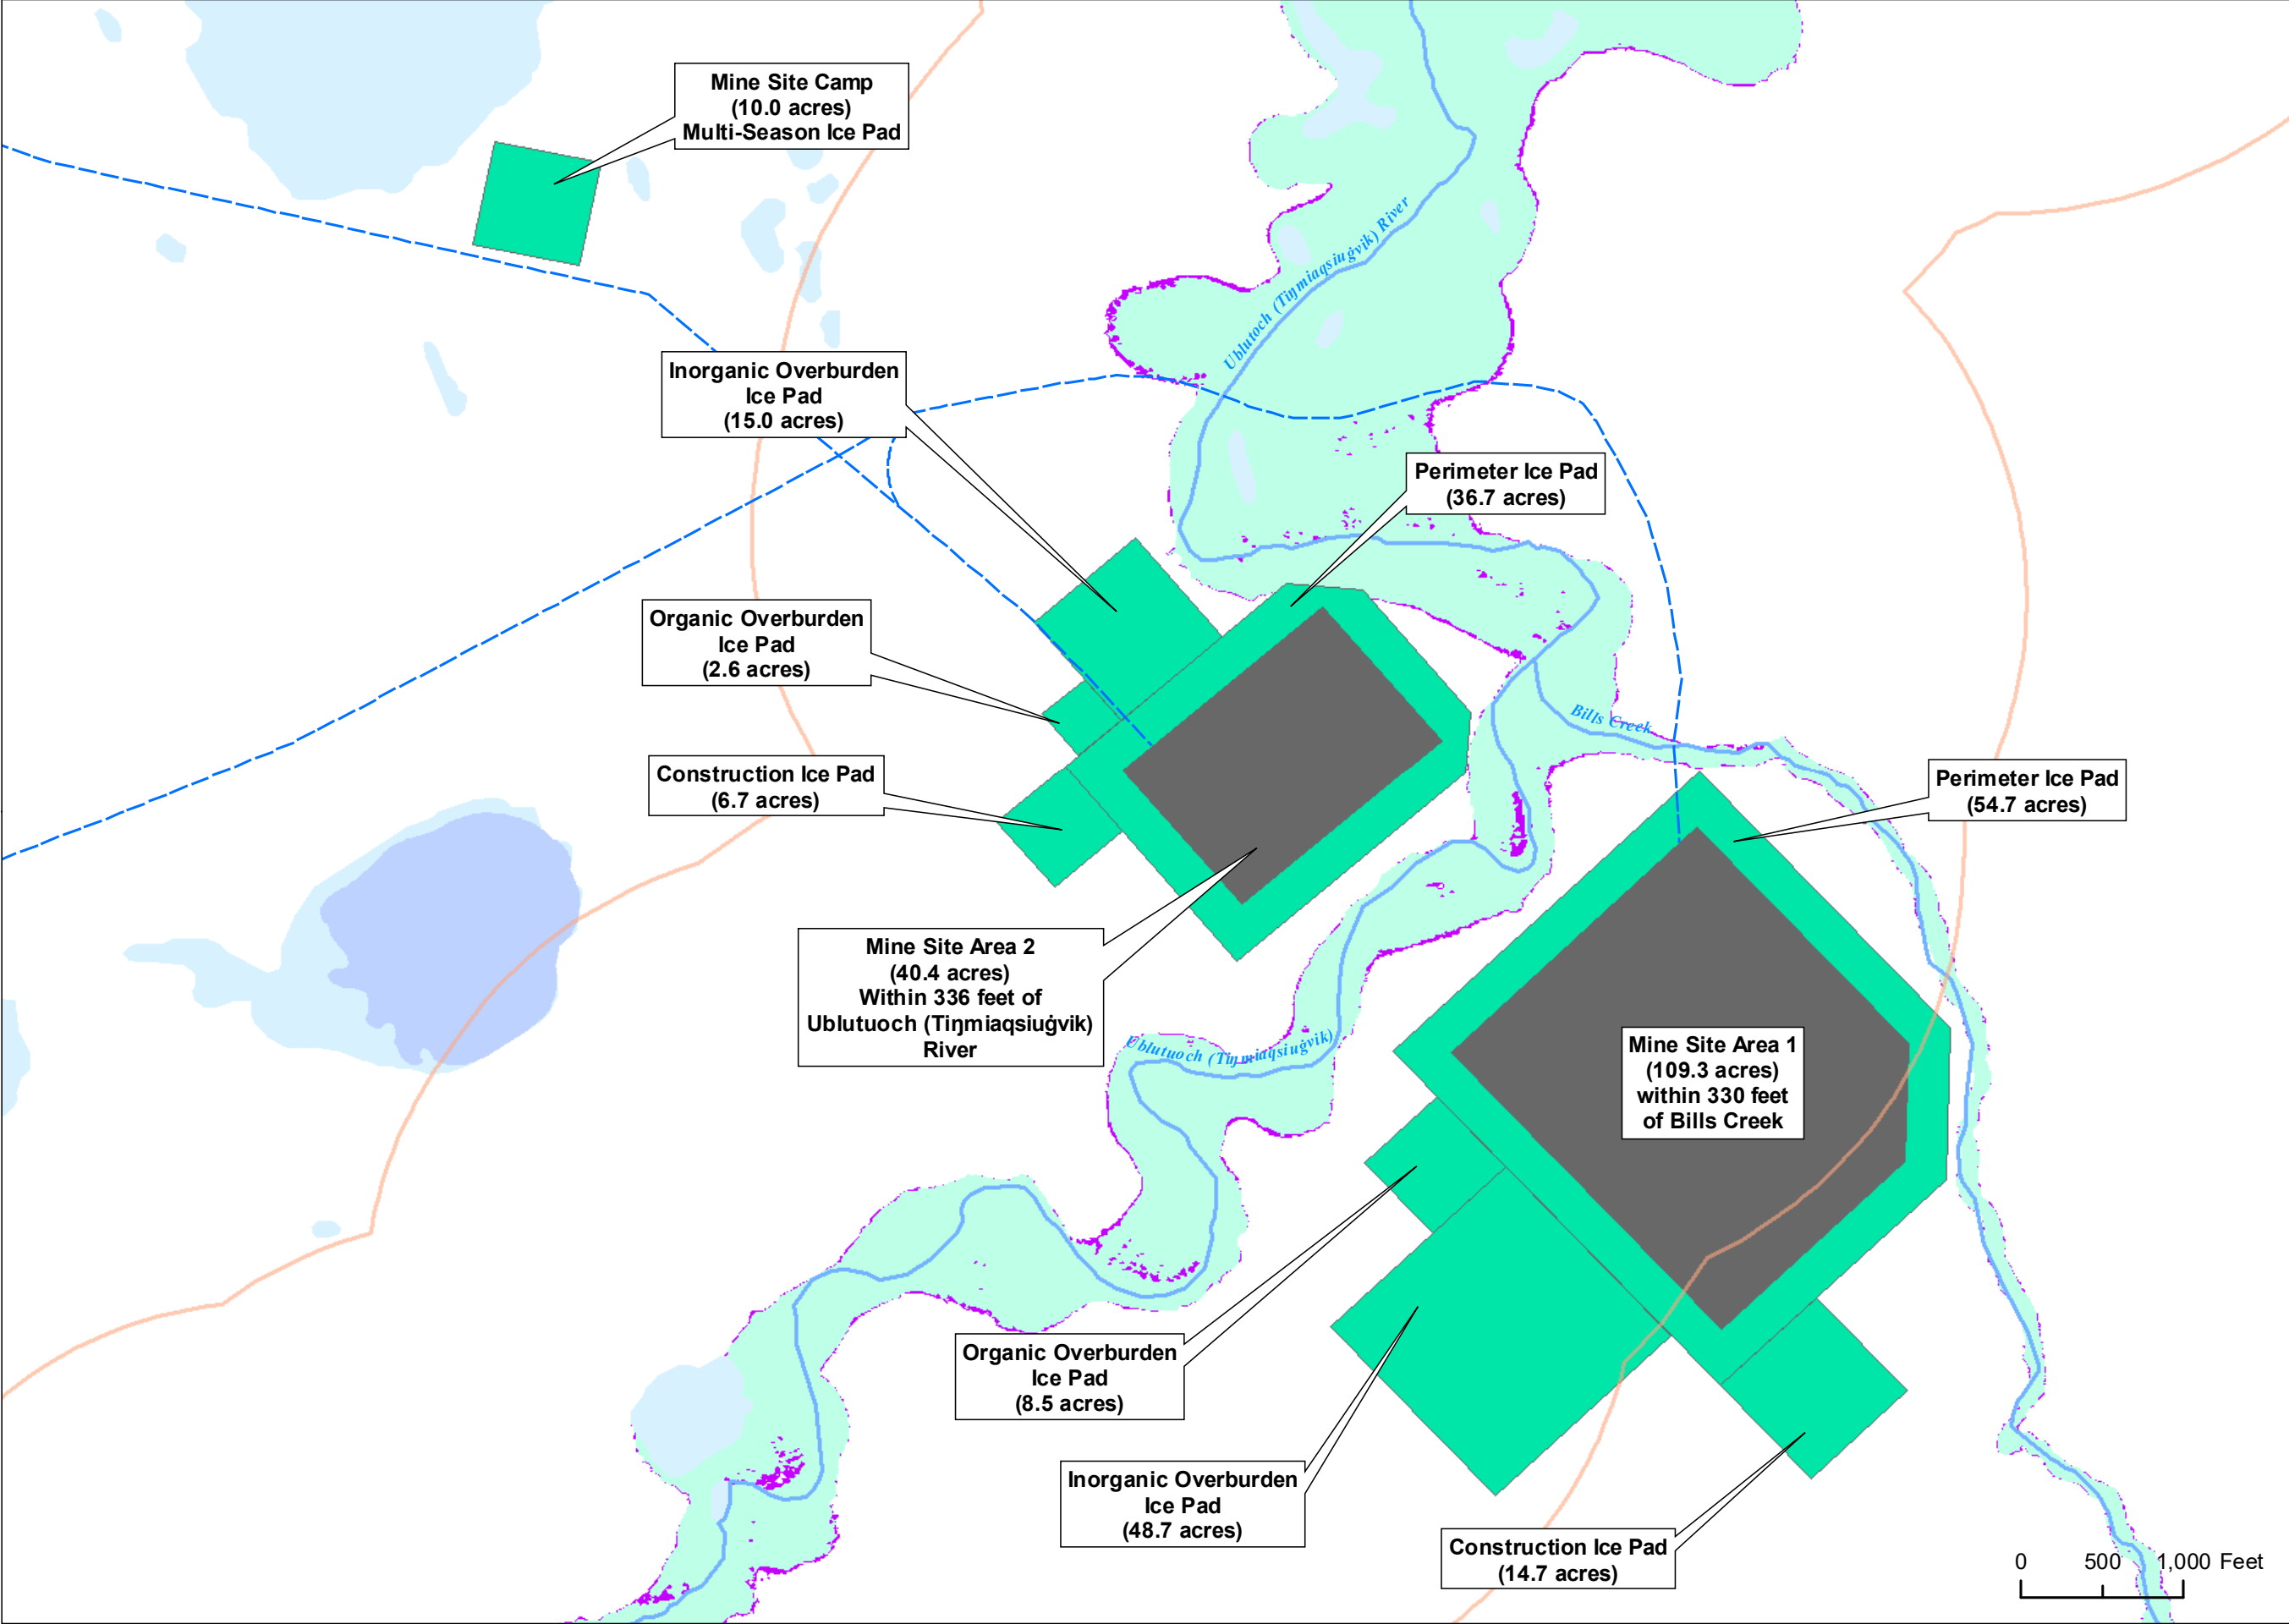 Mine Site Camp
(10.0 acres)
Multi-Season Ice Pad
Ublutoch (Tiŋmiaqsiuġvik) River
Inorganic Overburden
Ice Pad
(15.0 acres)
Perimeter Ice Pad
(36.7 acres)
Organic Overburden
Ice Pad
(2.6 acres)
Bills Creek
Construction Ice Pad
(6.7 acres)
Perimeter Ice Pad
(54.7 acres)
Mine Site Area 2
(40.4 acres)
Within 336 feet of
Ublutuoch (Tiŋmiaqsiuġvik)
River
Ublutuoch (Tiŋmiaqsiuġvik)
Mine Site Area 1
(109.3 acres)
within 330 feet
of Bills Creek
Organic Overburden
Ice Pad
(8.5 acres)
Inorganic Overburden
Ice Pad
(48.7 acres)
Construction Ice Pad
(14.7 acres)
0 500 1,000 Feet